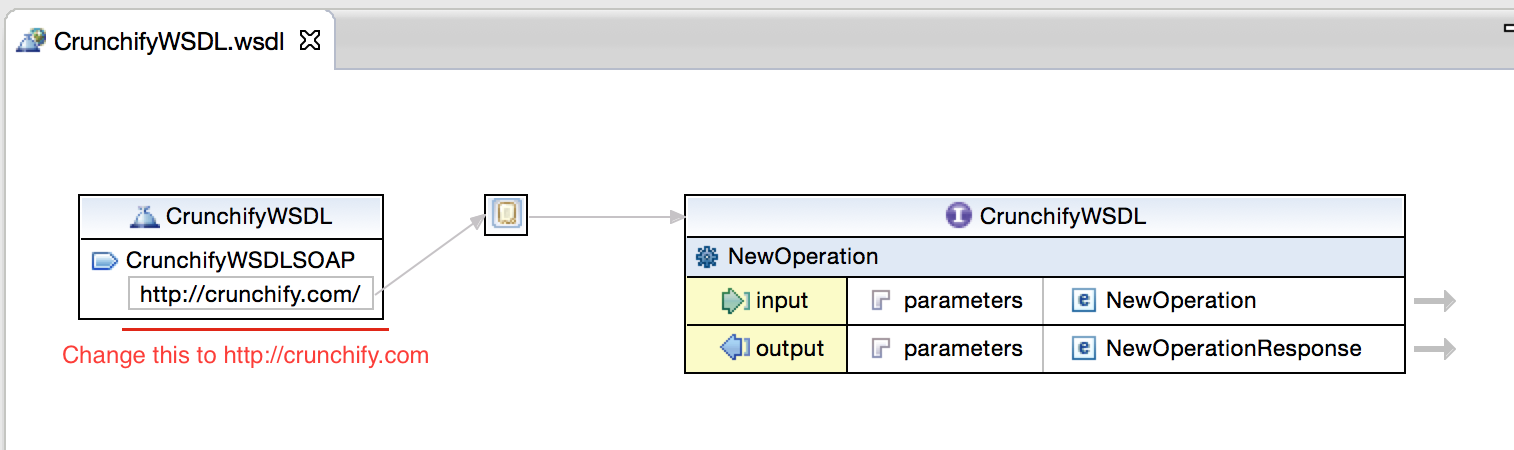 CrunchifyWSDL.wsdl
CrunchifyWSDL
CrunchifyWSDLSOAP
http://crunchify.com/
Change this to http://crunchify.com
CrunchifyWSDL
NewOperation
input parameters e NewOperation
output parameters e NewOperationResponse